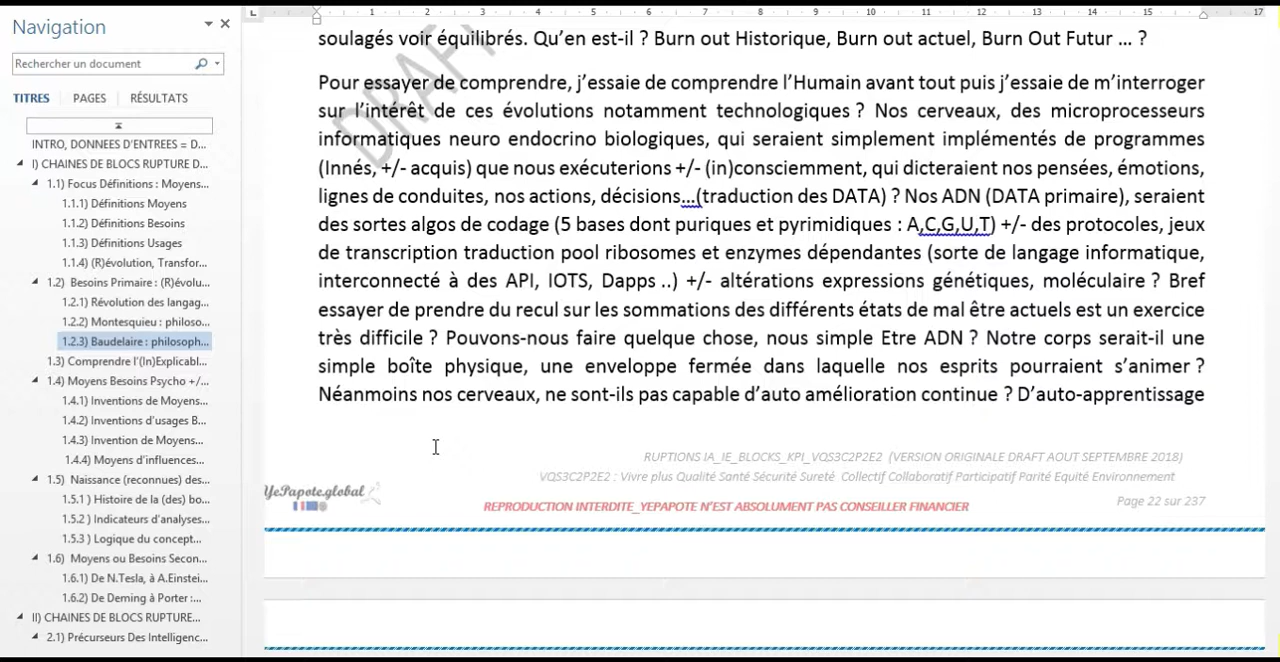 Navigation
Rechercher un document
TITRES PAGES RÉSULTATS
INTRO, DONNEES D'ENTREES = D...
I) CHAINES DE BLOCS RUPTURE D...
1.1) Focus Définitions : Moyens...
1.1.1) Définitions Moyens
1.1.2) Définitions Besoins
1.1.3) Définitions Usages
1.1.4) (R)évolution, Transfor...
1.2) Besoins Primaire : (R)évolu...
1.2.1) Révolution des langag...
1.2.2) Montesquieu : philoso...
1.2.3) Baudelaire : philosoph...
1.3) Comprendre l'(In)Explicabl...
1.4) Moyens Besoins Psycho +/...
1.4.1) Inventions de Moyens...
1.4.2) Inventions d'usages B...
1.4.3) Invention de Moyens...
1.4.4) Moyens d'influences...
1.5) Naissance (reconnues) des...
1.5.1 ) Histoire de la (des) bo...
1.5.2 ) Indicateurs d'analyses...
1.5.3 ) Logique du concept...
1.6) Moyens ou Besoins Secon...
1.6.1) De N.Tesla, à A.Einstei...
1.6.2) De Deming à Porter :...
II) CHAINES DE BLOCS RUPTURE...
2.1) Précurseurs Des Intelligenc...
1 2 3 4 5 6 7 8 9 10 11 12 13 14 15 17
DRAFT
soulagés voir équilibrés. Qu'en est-il ? Burn out Historique, Burn out actuel, Burn Out Futur ... ?
Pour essayer de comprendre, j'essaie de comprendre l'Humain avant tout puis j'essaie de m'interroger
sur l'intérêt de ces évolutions notamment technologiques ? Nos cerveaux, des microprocesseurs
informatiques neuro endocrino biologiques, qui seraient simplement implémentés de programmes
(Innés, +/- acquis) que nous exécuterions +/- (in)consciemment, qui dicteraient nos pensées, émotions,
lignes de conduites, nos actions, décisions...(traduction des DATA) ? Nos ADN (DATA primaire), seraient
des sortes algos de codage (5 bases dont puriques et pyrimidiques : A,C,G,U,T) +/- des protocoles, jeux
de transcription traduction pool ribosomes et enzymes dépendantes (sorte de langage informatique,
interconnecté à des API, IOTS, Dapps ..) +/- altérations expressions génétiques, moléculaire ? Bref
essayer de prendre du recul sur les sommations des différents états de mal être actuels est un exercice
très difficile ? Pouvons-nous faire quelque chose, nous simple Etre ADN ? Notre corps serait-il une
simple boîte physique, une enveloppe fermée dans laquelle nos esprits pourraient s'animer ?
Néanmoins nos cerveaux, ne sont-ils pas capable d'auto amélioration continue ? D'auto-apprentissage
RUPTIONS IA_IE_BLOCKS_KPI_VQS3C2P2E2 (VERSION ORIGINALE DRAFT AOUT SEPTEMBRE 2018)
VQS3C2P2E2 : Vivre plus Qualité Santé Sécurité Sureté Collectif Collaboratif Participatif Parité Equité Environnement
YePapote.global
REPRODUCTION INTERDITE_YEPAPOTE N'EST ABSOLUMENT PAS CONSEILLER FINANCIER
Page 22 sur 237